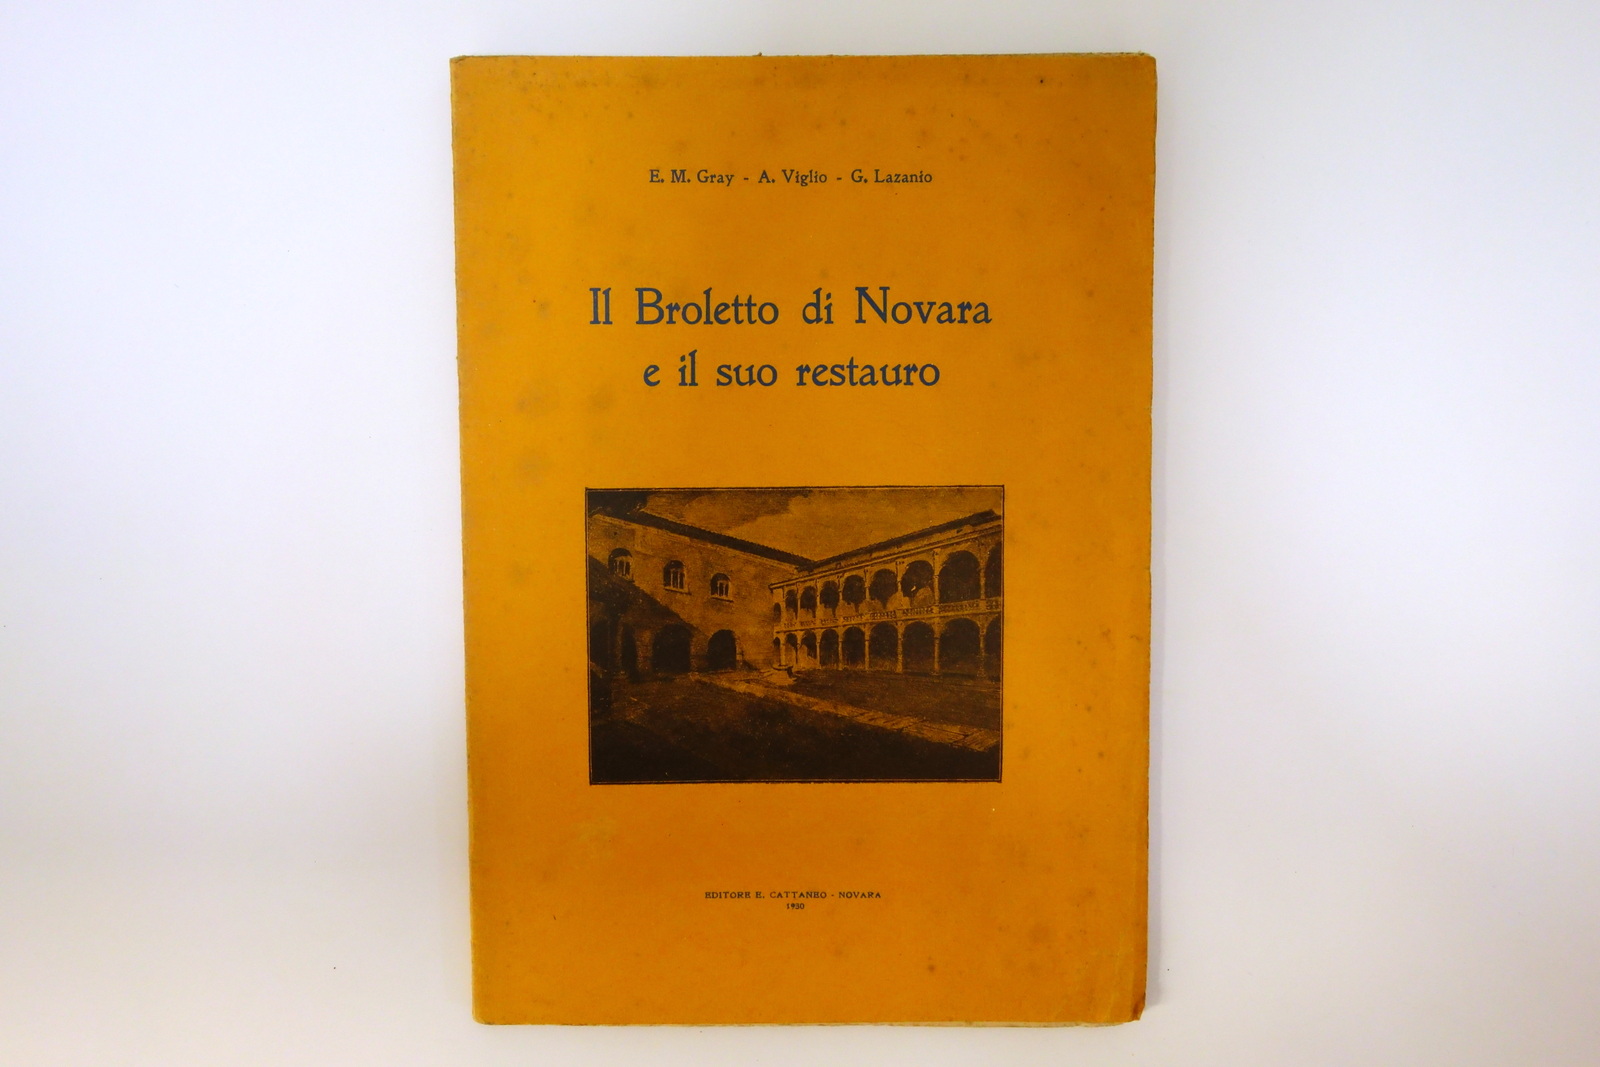 E. M. Gray - A. Viglio - G. Lazanio
Il Broletto di Novara
e il suo restauro
EDITORE E. CATTANEO - NOVARA
1930